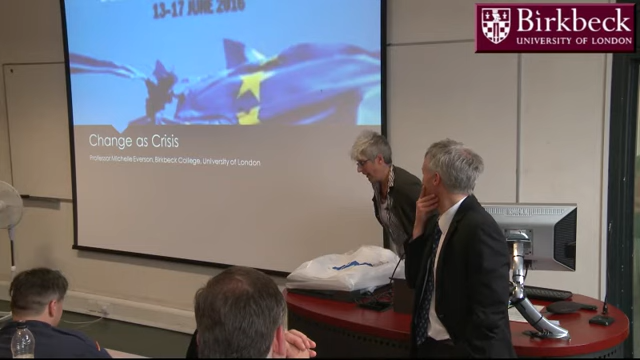 13-17 JUNE 2016
Change as Crisis
Professor Michelle Everson, Birkbeck College, University of London
Birkbeck
UNIVERSITY OF LONDON